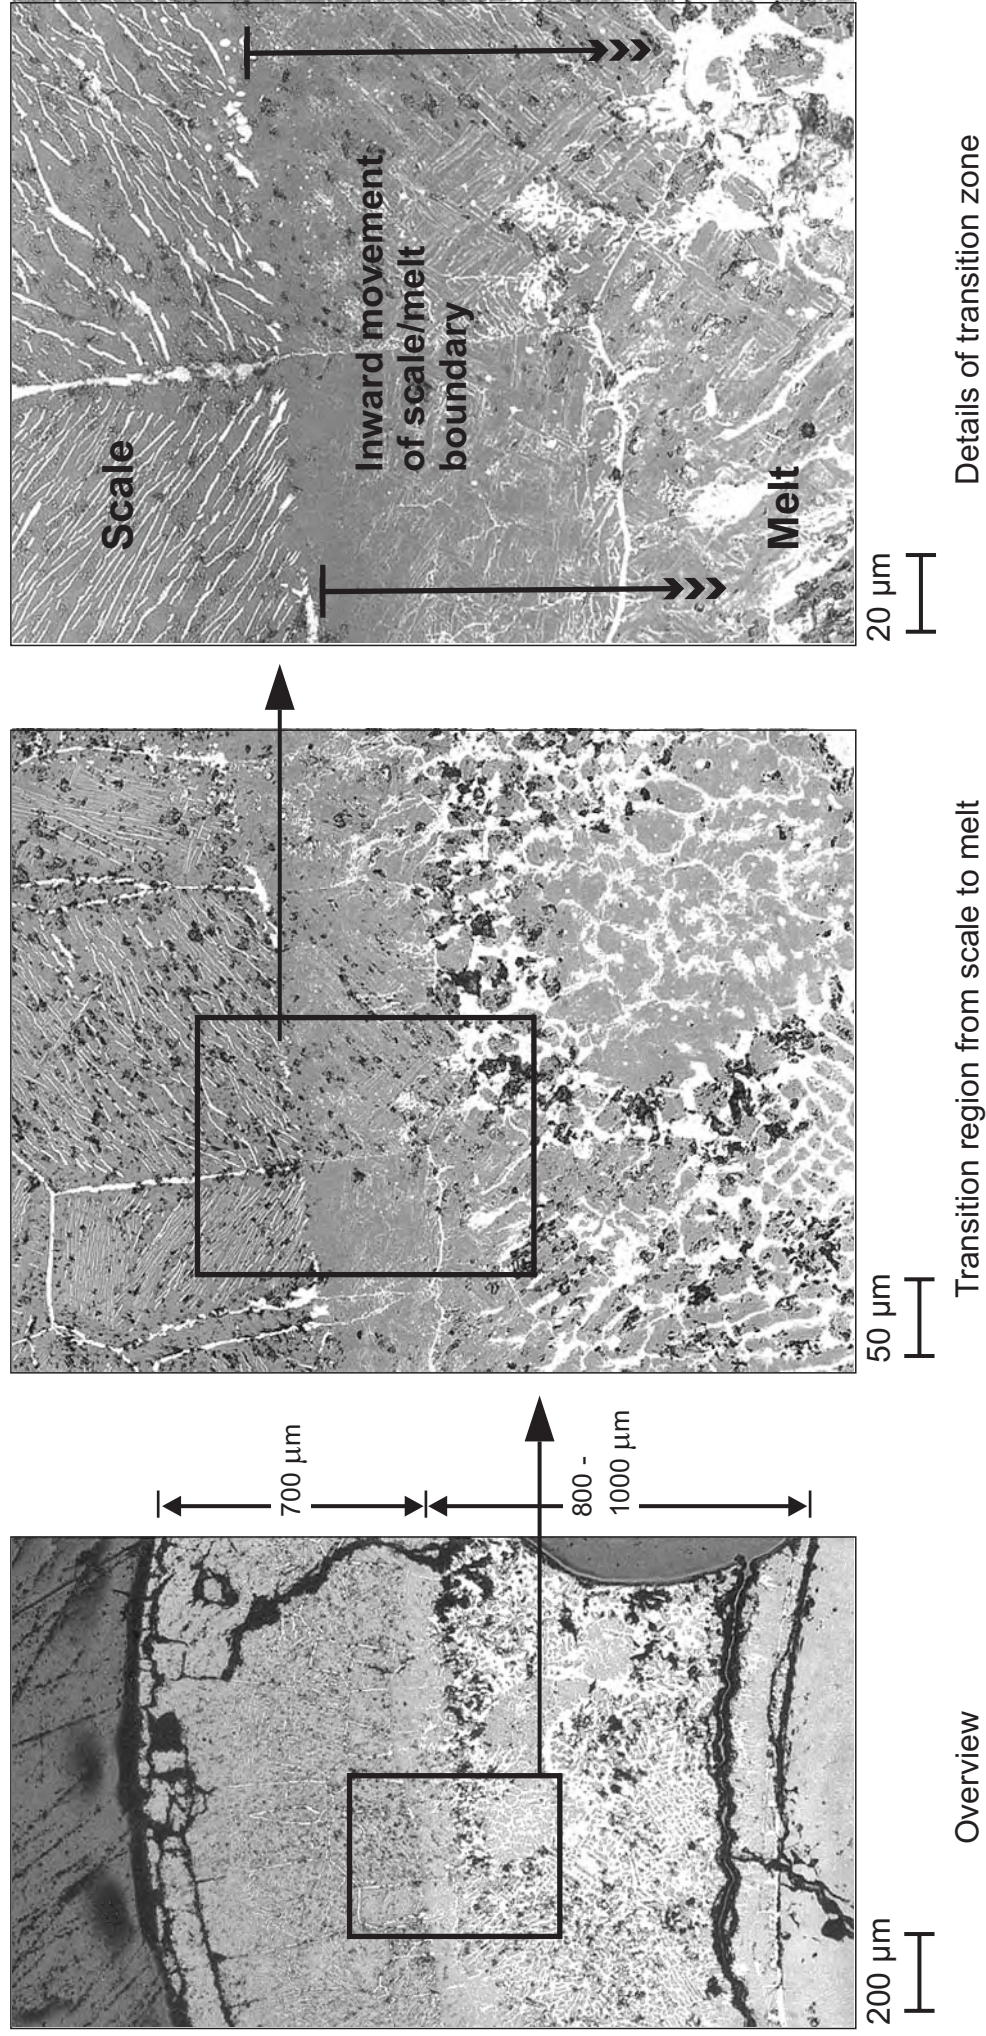 700 μm
800 -
1000 μm
200 μm
Overview
50 μm
Transition region from scale to melt
Scale
Inward movement
of scale/melt
boundary
Melt
20 μm
Details of transition zone